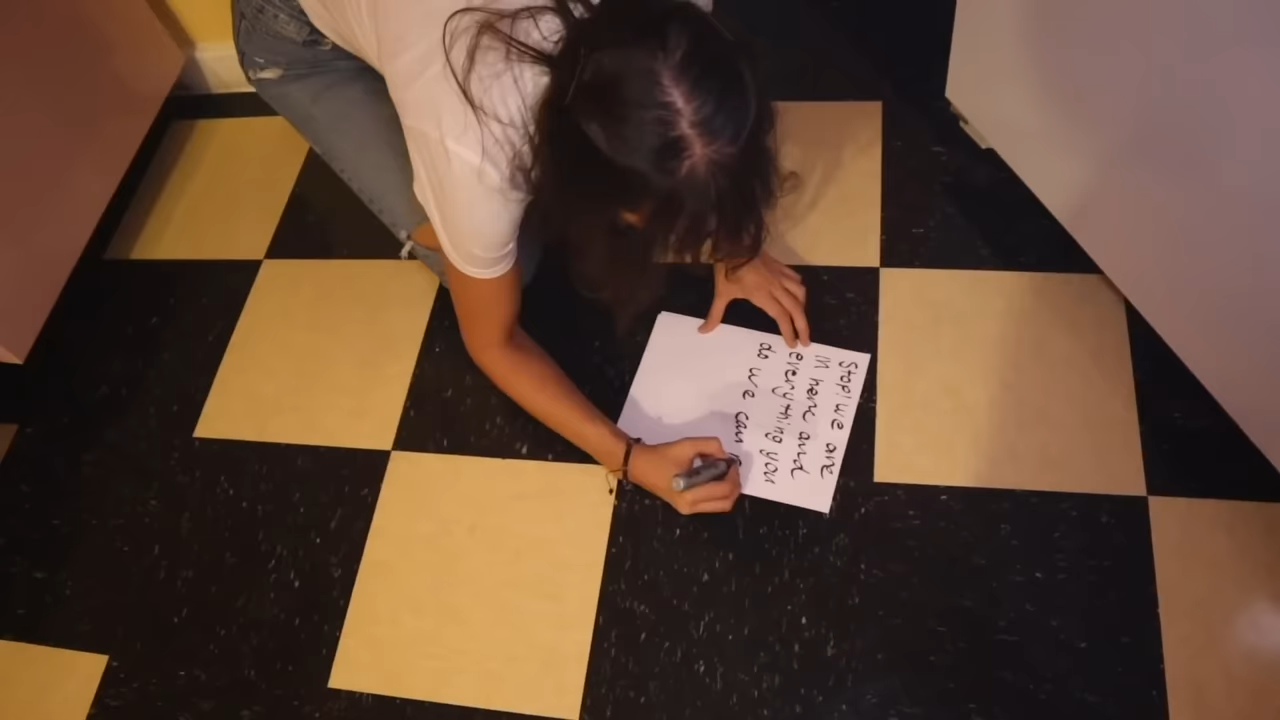 Stop! we are
in here and
everything you
do we can